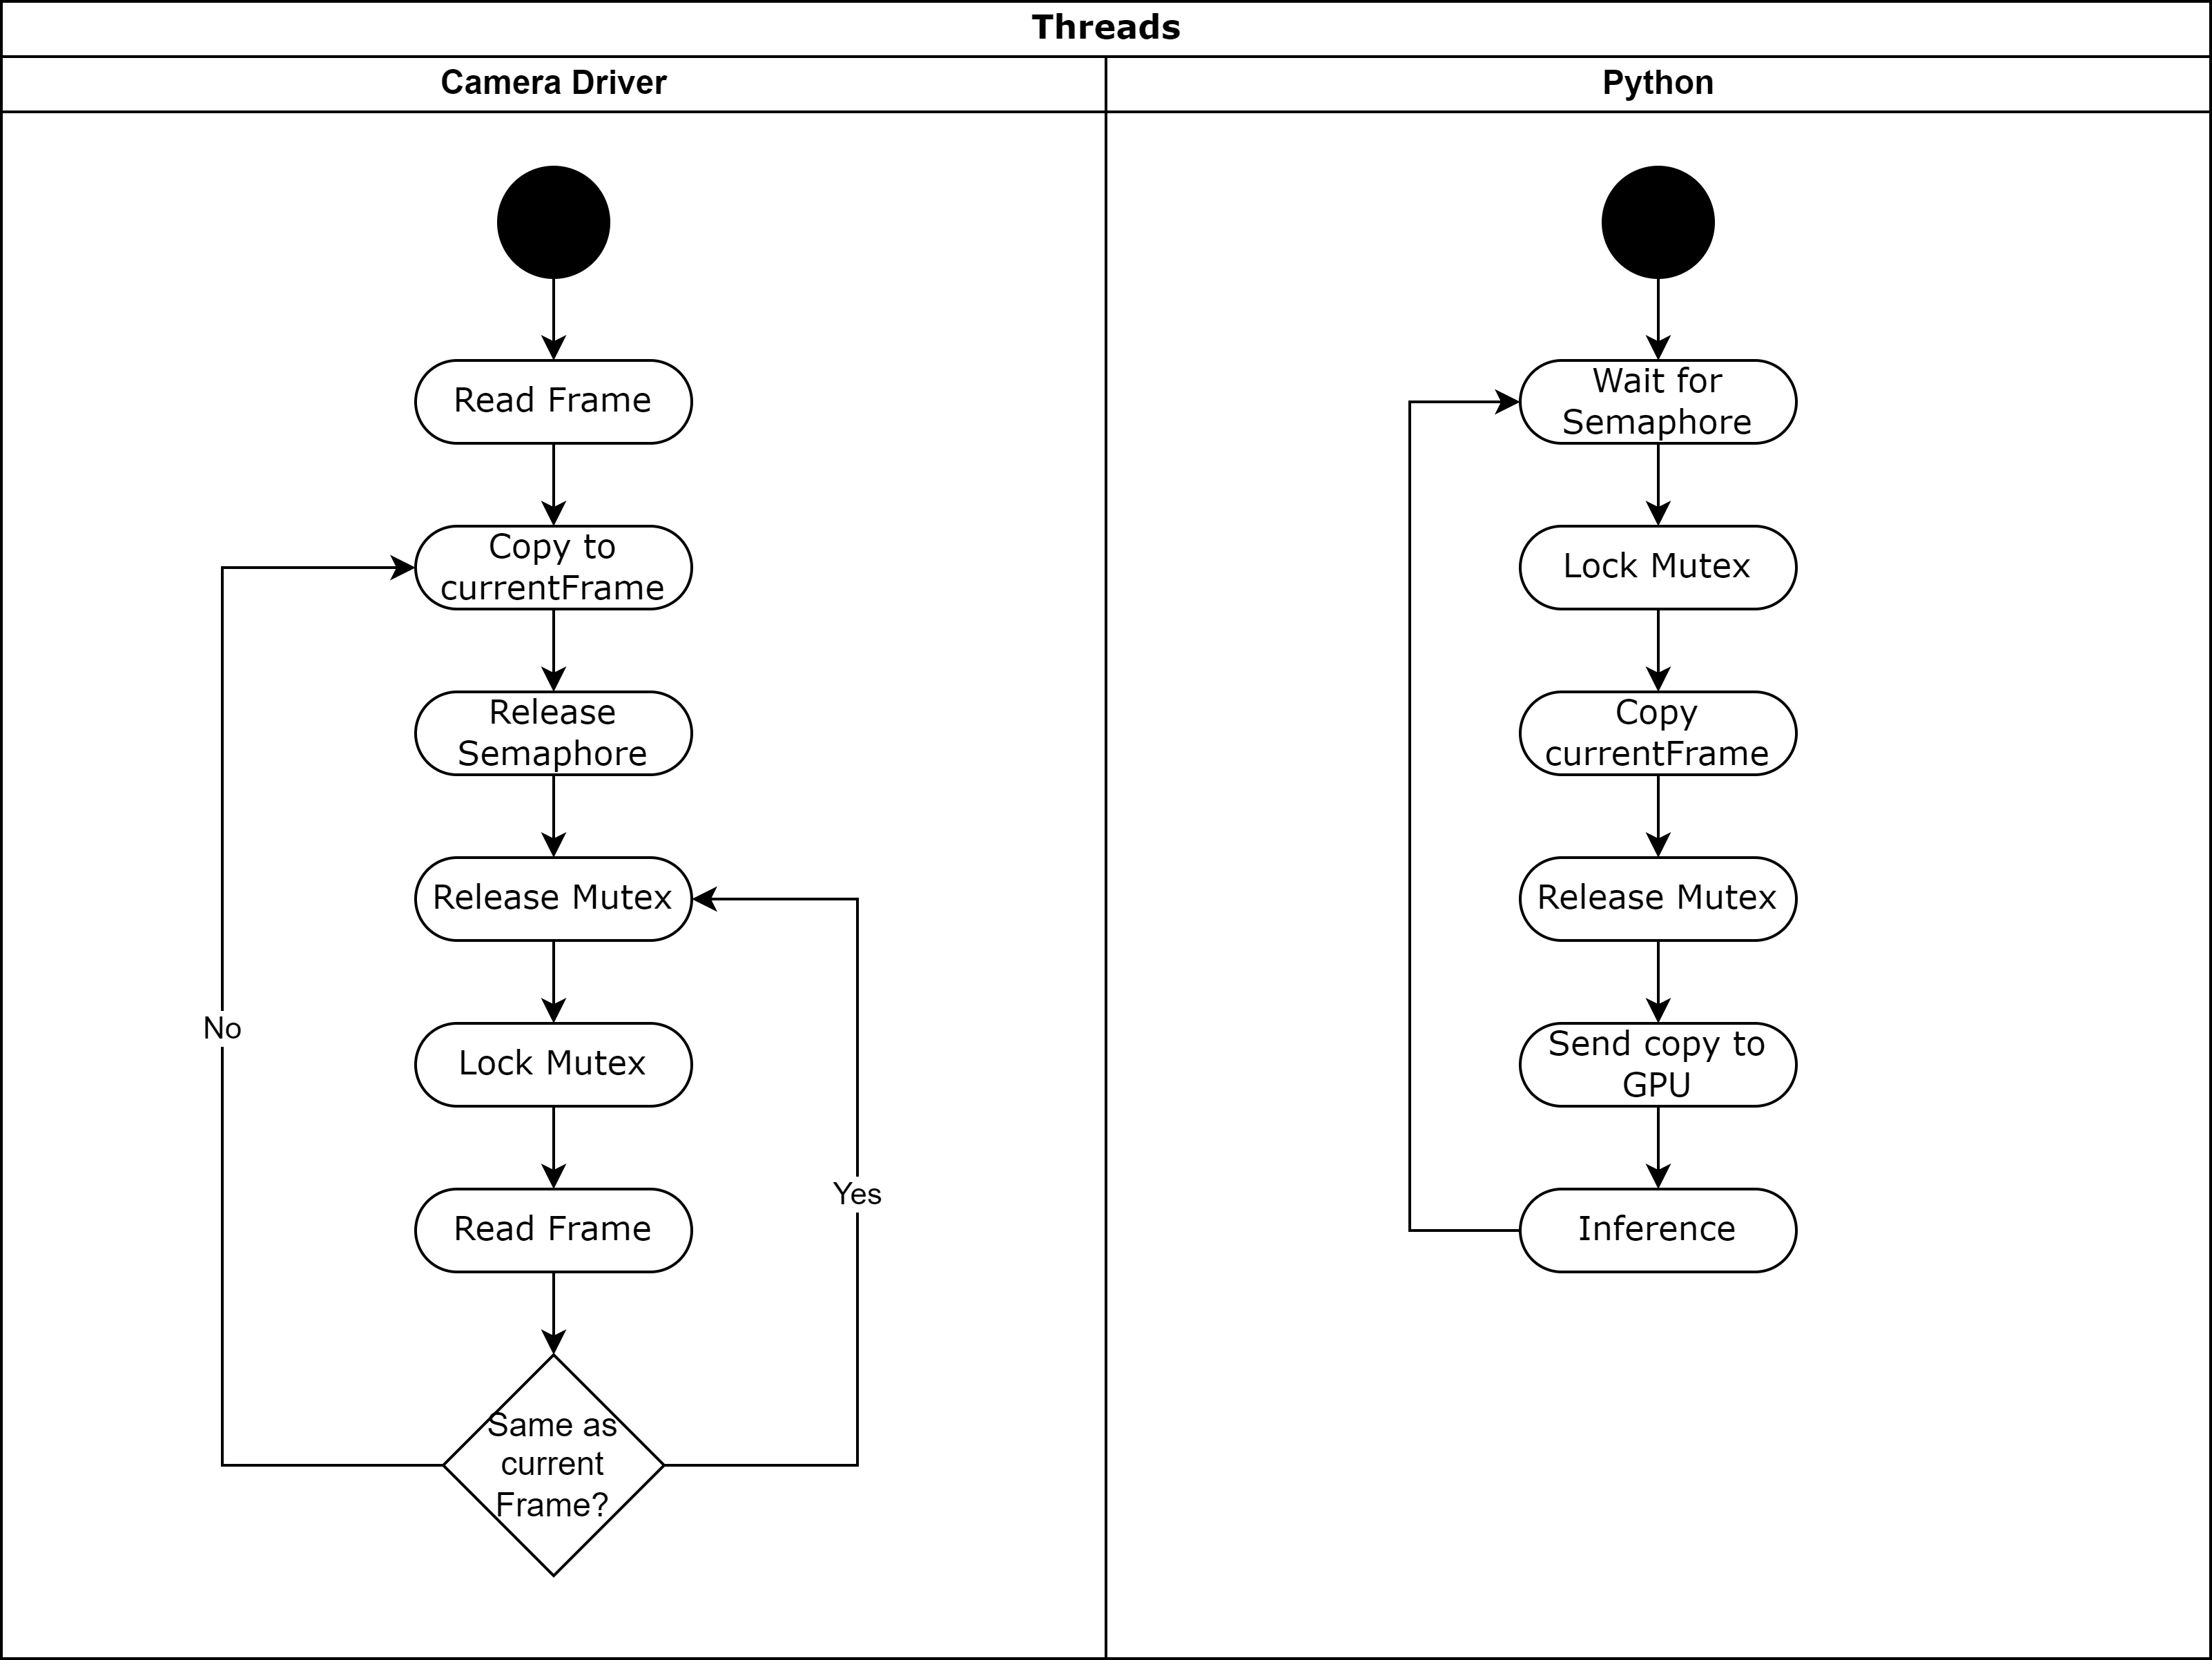 Threads
Camera Driver
Python
Read Frame
Copy to
currentFrame
Release
Semaphore
Release Mutex
Lock Mutex
Read Frame
Same as
current
Frame?
No
Yes
Wait for
Semaphore
Lock Mutex
Copy
currentFrame
Release Mutex
Send copy to
GPU
Inference